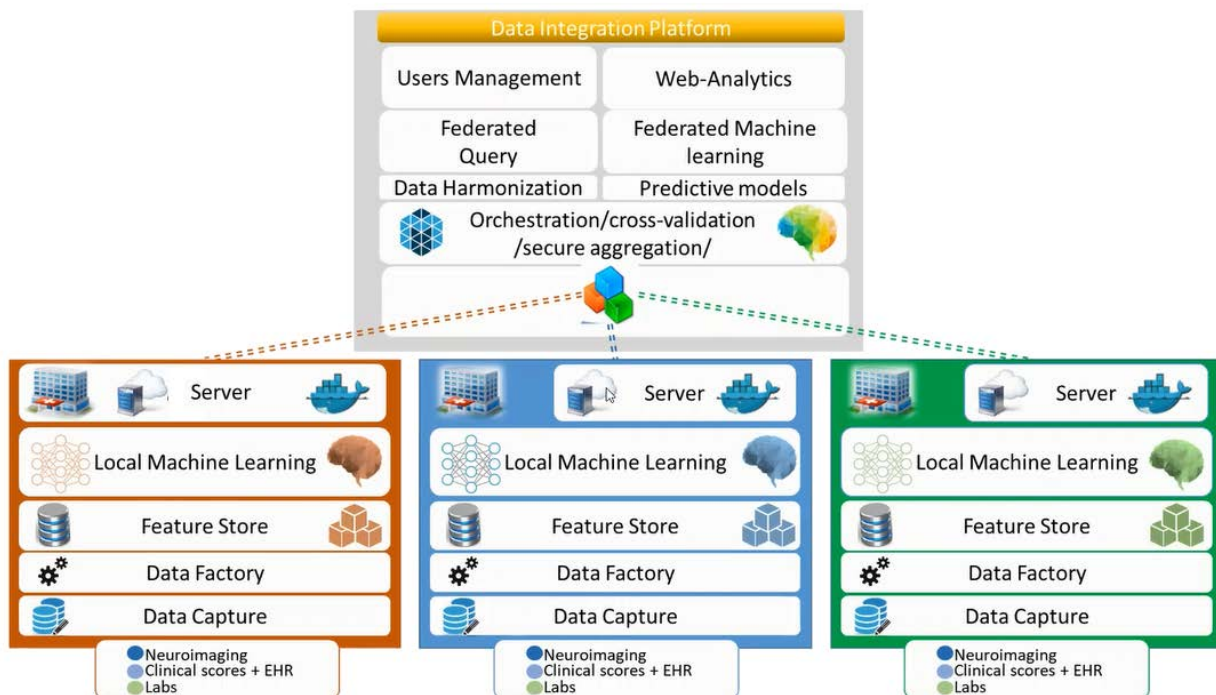 Data Integration Platform
Users Management
Web-Analytics
Federated
Query
Federated Machine
learning
Data Harmonization
Predictive models
Orchestration/cross-validation
/secure aggregation/
Server
Local Machine Learning
Feature Store
Data Factory
Data Capture
Neuroimaging
Clinical scores + EHR
Labs
Server
Local Machine Learning
Feature Store
Data Factory
Data Capture
Neuroimaging
Clinical scores + EHR
Labs
Server
Local Machine Learning
Feature Store
Data Factory
Data Capture
Neuroimaging
Clinical scores + EHR
Labs